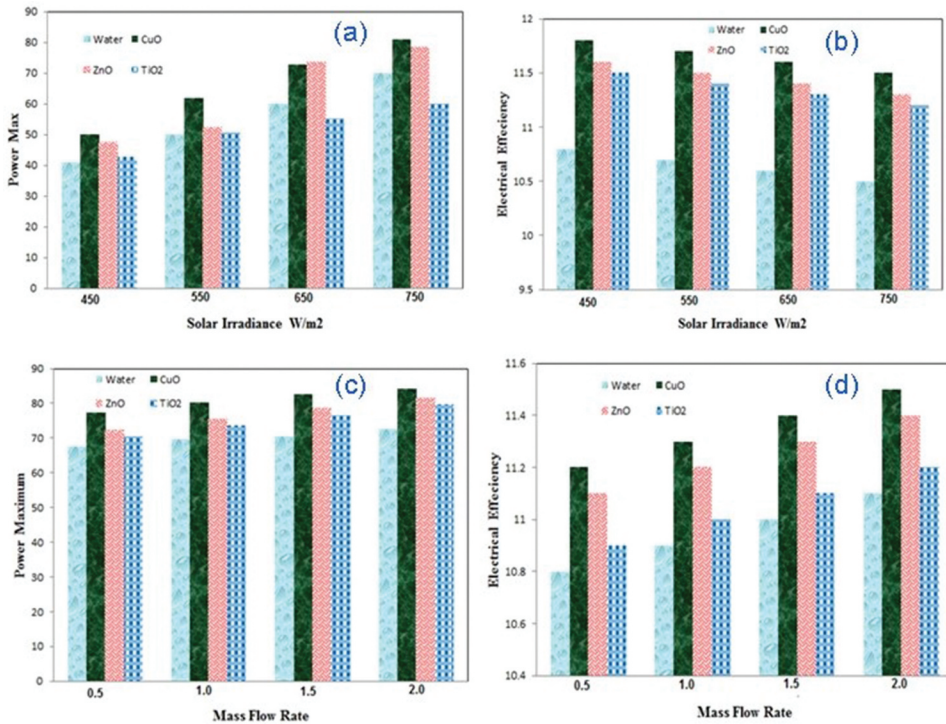 (a)
Water CuO
ZnO TiO2
90
80
70
60
50
40
30
20
10
0
Power Max
450 550 650 750
Solar Irradiance W/m2
(b)
Water CuO
ZnO TiO2
12
11.5
11
10.5
10
9.5
Electrical Effeciency
450 550 650 750
Solar Irradiance W/m2
(c)
Water CuO
ZnO TiO2
90
80
70
60
50
40
30
20
10
0
Power Maximum
0.5 1.0 1.5 2.0
Mass Flow Rate
(d)
Water CuO
ZnO TiO2
11.6
11.4
11.2
11
10.8
10.6
10.4
Electrical Effeciency
0.5 1.0 1.5 2.0
Mass Flow Rate